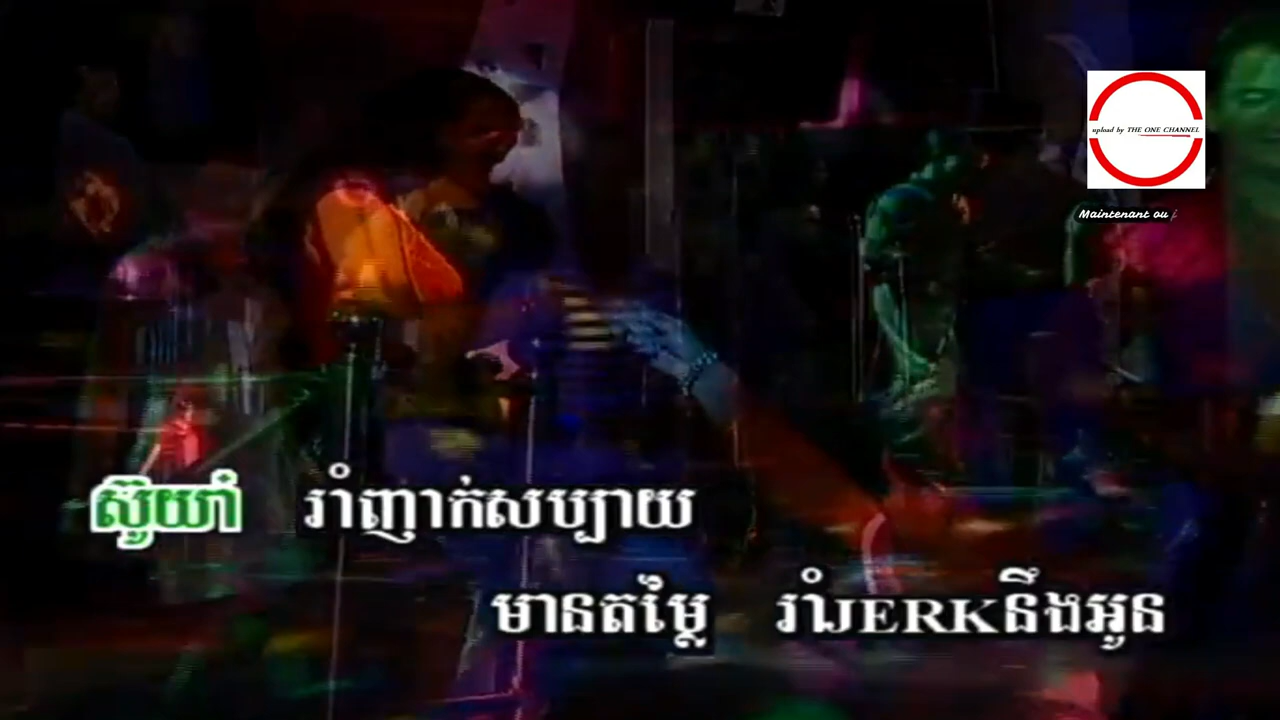 upload by THE ONE CHANNEL
Maintenant ou
ស៊ូយាំ រាំញាក់សប្បាយ
មានតម្លៃ រាំJERKនឹងអូន